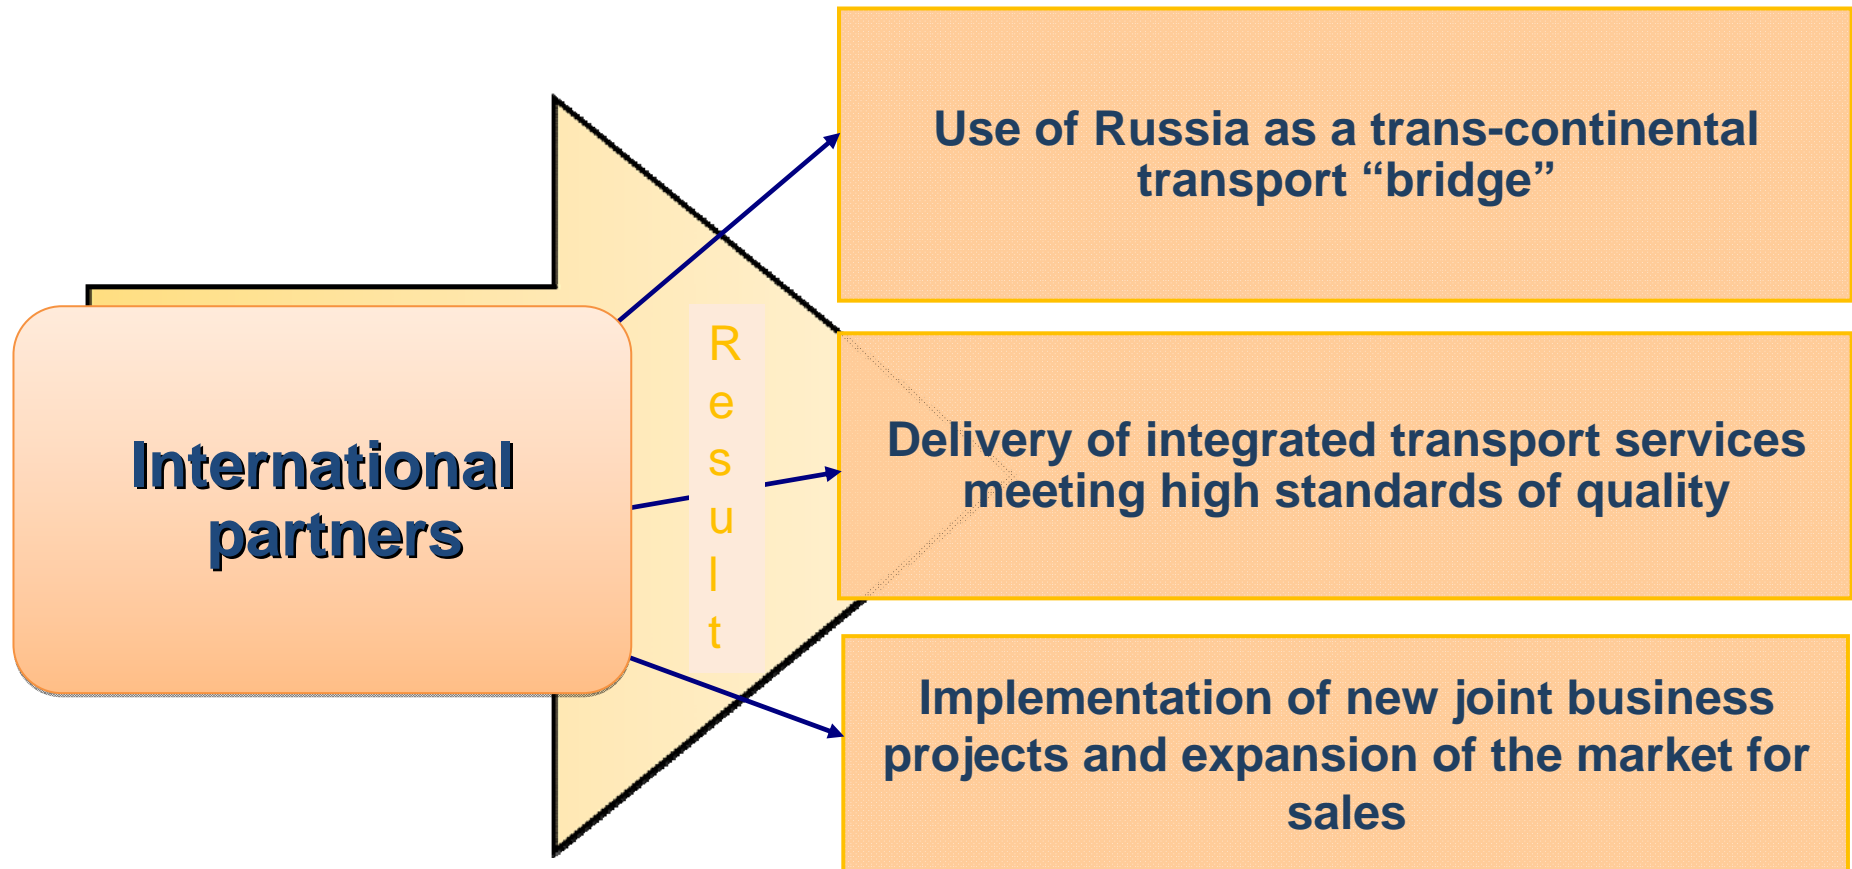 International
partners
R
e
s
u
l
t
Use of Russia as a trans-continental
transport “bridge”
Delivery of integrated transport services
meeting high standards of quality
Implementation of new joint business
projects and expansion of the market for
sales